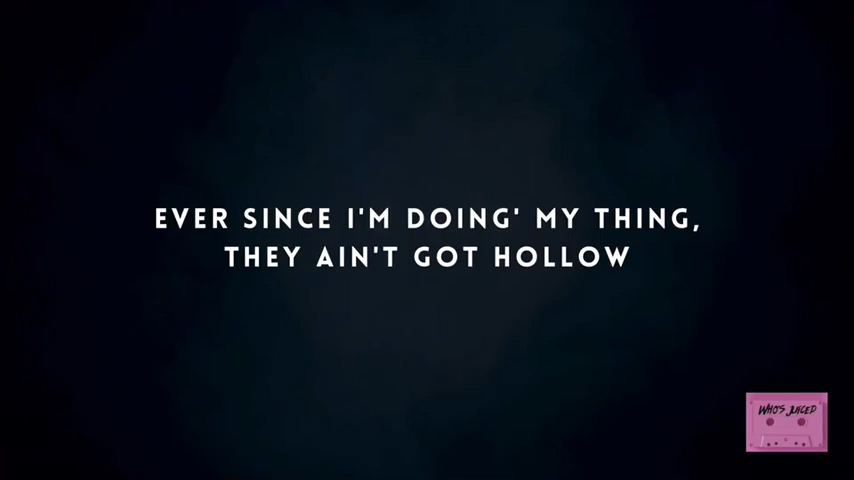 EVER SINCE I'M DOING' MY THING,
THEY AIN'T GOT HOLLOW
WHO'S JUICED